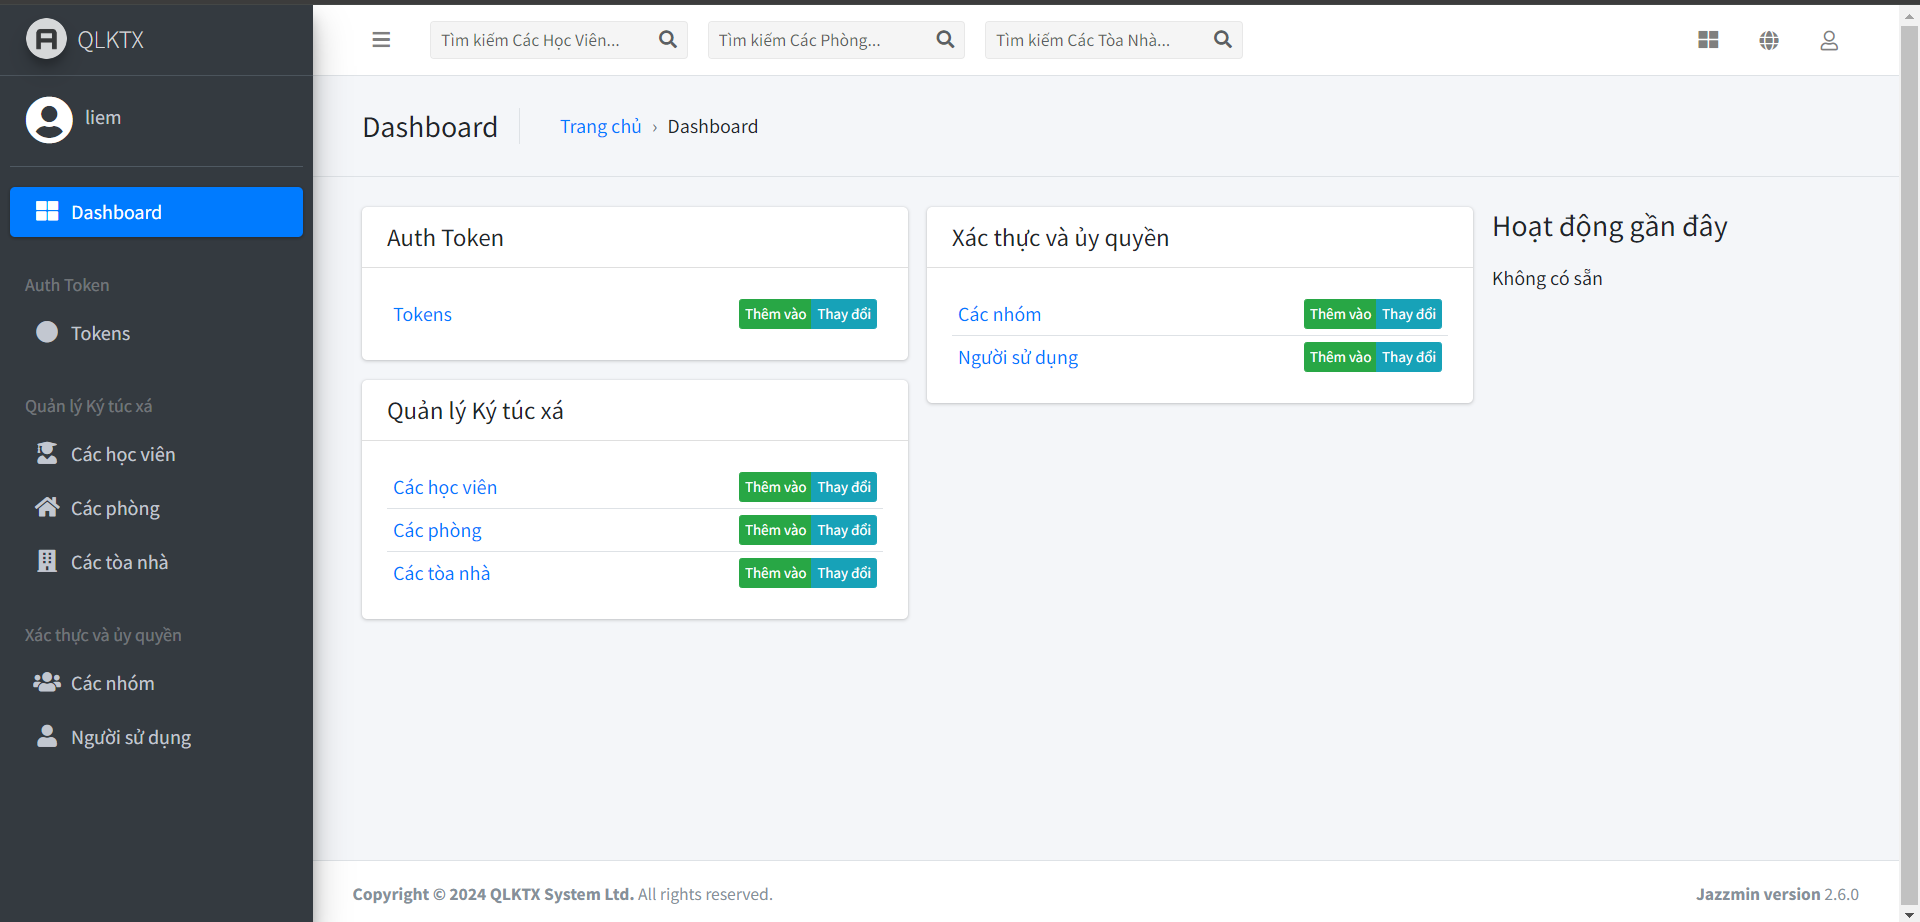 QLKTX
liem
Dashboard
Auth Token
Tokens
Quản lý Ký túc xá
Các học viên
Các phòng
Các tòa nhà
Xác thực và ủy quyền
Các nhóm
Người sử dụng
Tìm kiếm Các Học Viên...
Tìm kiếm Các Phòng...
Tìm kiếm Các Tòa Nhà...
Dashboard
Trang chủ › Dashboard
Auth Token
Tokens Thêm vào Thay đổi
Quản lý Ký túc xá
Các học viên Thêm vào Thay đổi
Các phòng Thêm vào Thay đổi
Các tòa nhà Thêm vào Thay đổi
Xác thực và ủy quyền
Các nhóm Thêm vào Thay đổi
Người sử dụng Thêm vào Thay đổi
Hoạt động gần đây
Không có sẵn
Copyright © 2024 QLKTX System Ltd. All rights reserved.
Jazzmin version 2.6.0